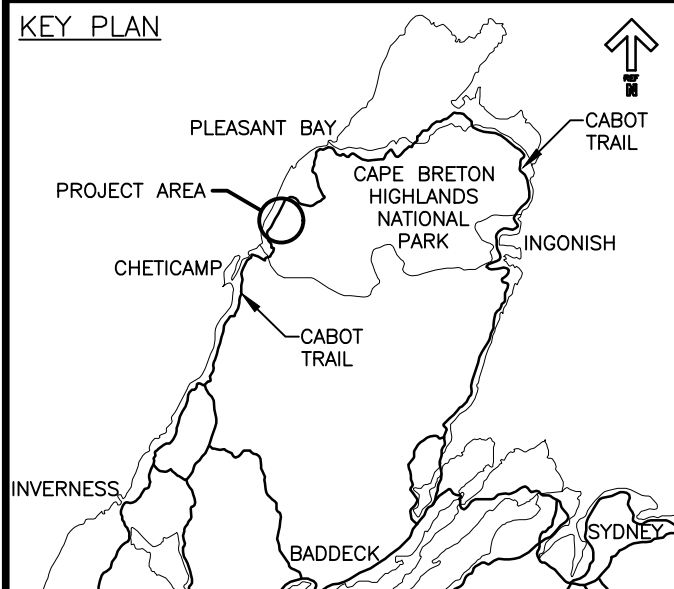 KEY PLAN
REF
N
PLEASANT BAY
CABOT
TRAIL
PROJECT AREA
CAPE BRETON
HIGHLANDS
NATIONAL
PARK
INGONISH
CHETICAMP
CABOT
TRAIL
INVERNESS
BADDECK
SYDNEY